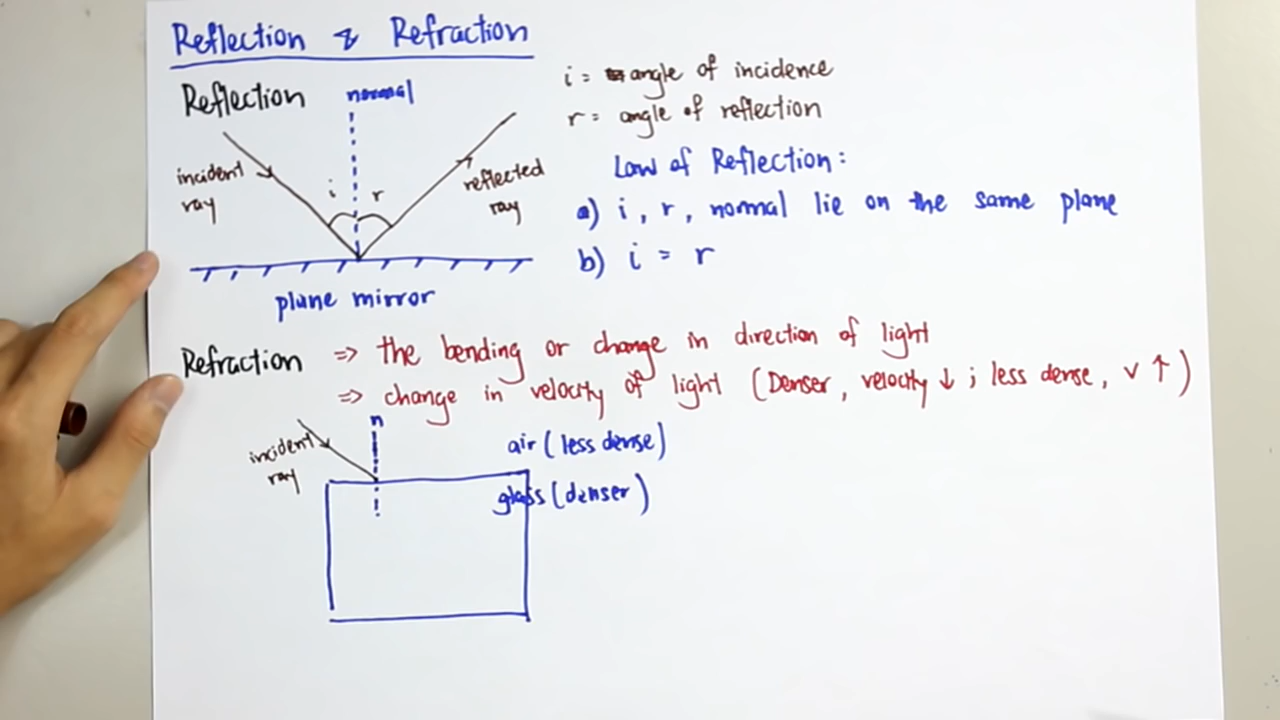 Reflection & Refraction
Reflection
normal
incident
ray
i
r
reflected
ray
plane mirror
i = angle of incidence
r = angle of reflection
Law of Reflection:
a) i, r, normal lie on the same plane
b) i = r
Refraction => the bending or change in direction of light
=> change in velocity of light (Denser, velocity ↓ ; less dense, v ↑)
n
incident
ray
air (less dense)
glass (denser)